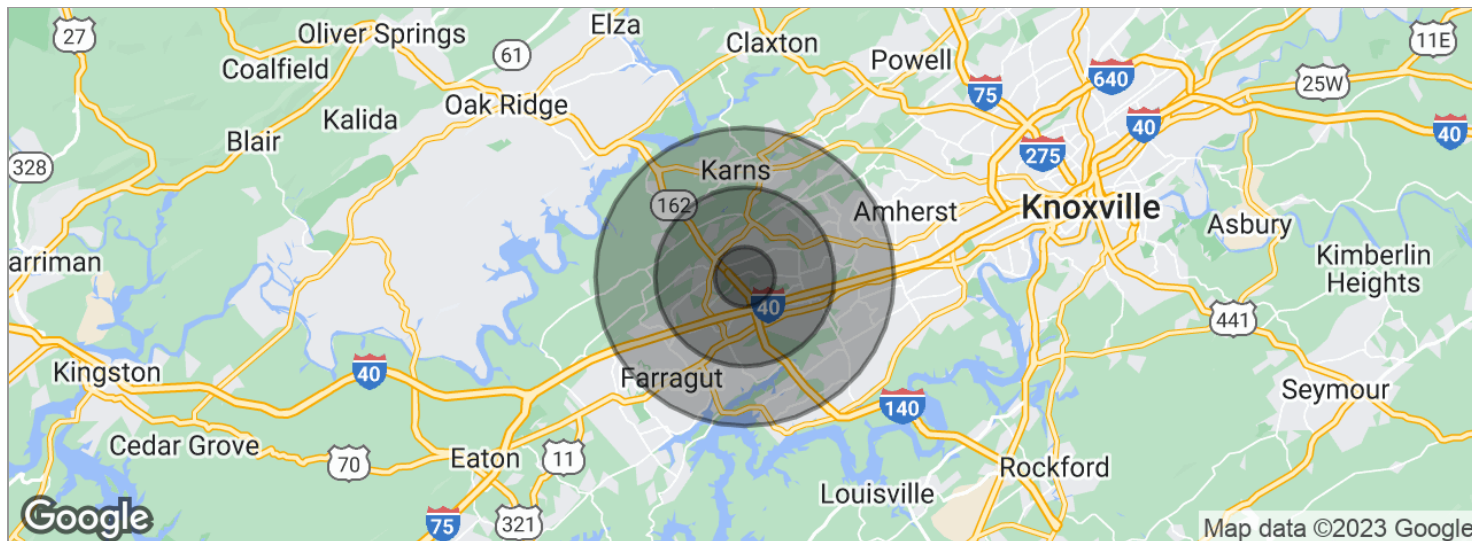 27
Oliver Springs
Elza
61
Claxton
Powell
11E
Coalfield
75
640
25W
Oak Ridge
Kalida
40
40
Blair
275
328
Karns
162
Amherst
Knoxville
Asbury
arriman
Kimberlin
Heights
40
441
Kingston
40
Farragut
140
Seymour
Cedar Grove
70
Eaton
11
Rockford
Louisville
Google
75
321
Map data ©2023 Google